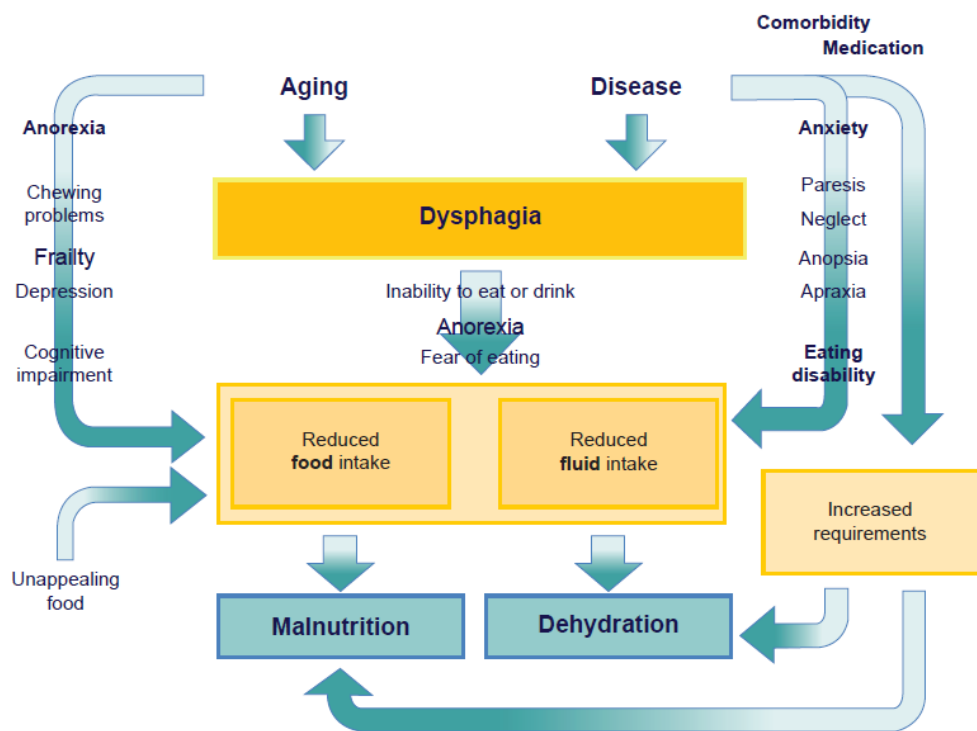 Comorbidity
Medication
Aging
Disease
Anorexia
Anxiety
Chewing
problems
Paresis
Dysphagia
Neglect
Frailty
Anopsia
Depression
Inability to eat or drink
Apraxia
Anorexia
Fear of eating
Cognitive
impairment
Eating
disability
Reduced
food intake
Reduced
fluid intake
Increased
requirements
Unappealing
food
Malnutrition
Dehydration